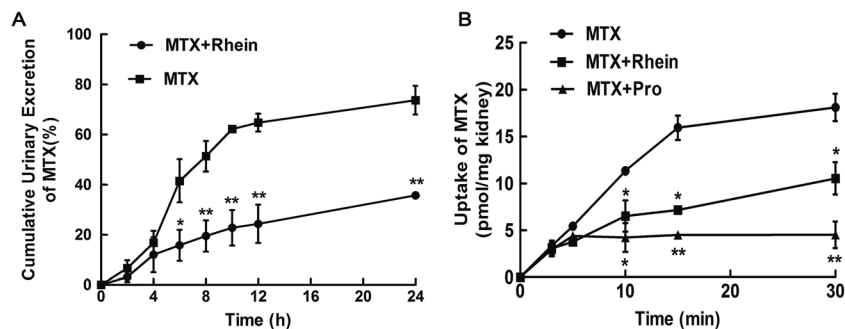 A
Cumulative Urinary Excretion
of MTX(%)
100
80
60
40
20
0
MTX+Rhein
MTX
*
**
**
**
**
0 4 8 12 16 20 24
Time (h)
B
Uptake of MTX
(pmol/mg kidney)
25
20
15
10
5
0
MTX
MTX+Rhein
MTX+Pro
*
*
*
*
**
**
0 10 20 30
Time (min)